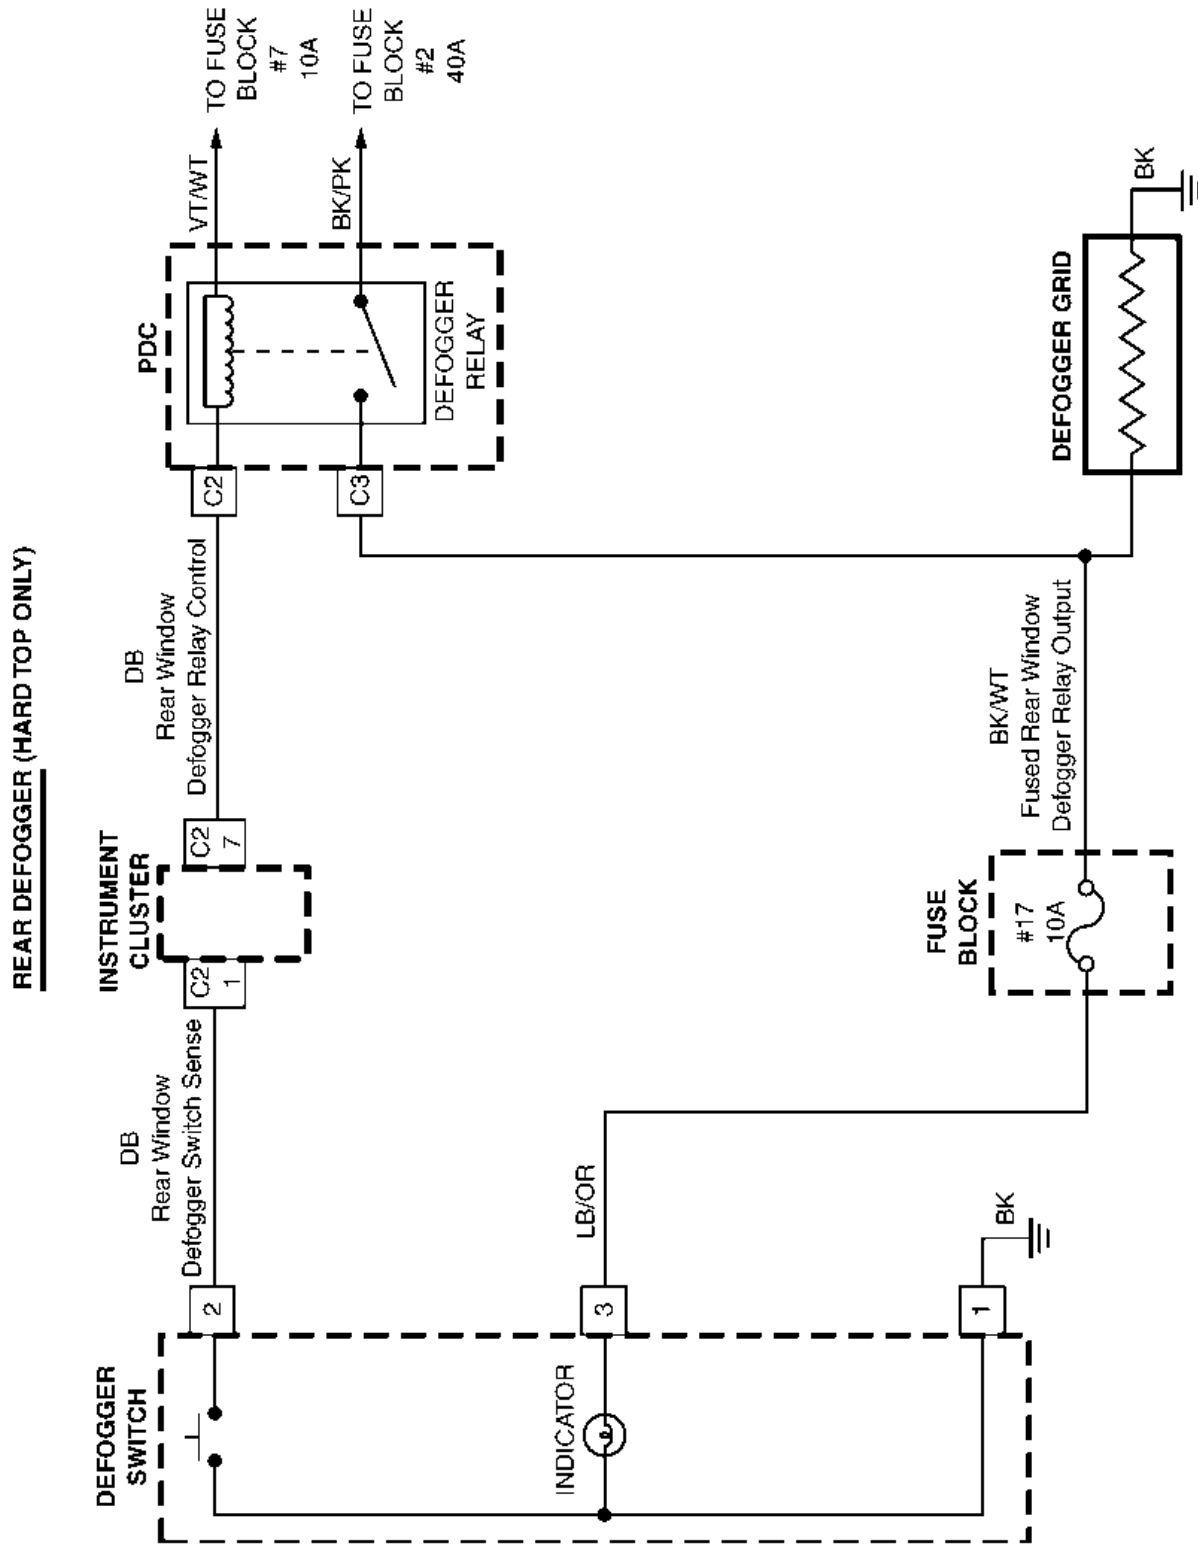 REAR DEFOGGER (HARD TOP ONLY)
DEFOGGER
SWITCH
INDICATOR
2
3
1
DB
Rear Window
Defogger Switch Sense
LB/OR
BK
INSTRUMENT
CLUSTER
C2
1
C2
7
FUSE
BLOCK
#17
10A
DB
Rear Window
Defogger Relay Control
BK/WT
Fused Rear Window
Defogger Relay Output
PDC
C2
C3
DEFOGGER
RELAY
DEFOGGER GRID
VT/WT
BK/PK
BK
TO FUSE
BLOCK
#7
10A
TO FUSE
BLOCK
#2
40A